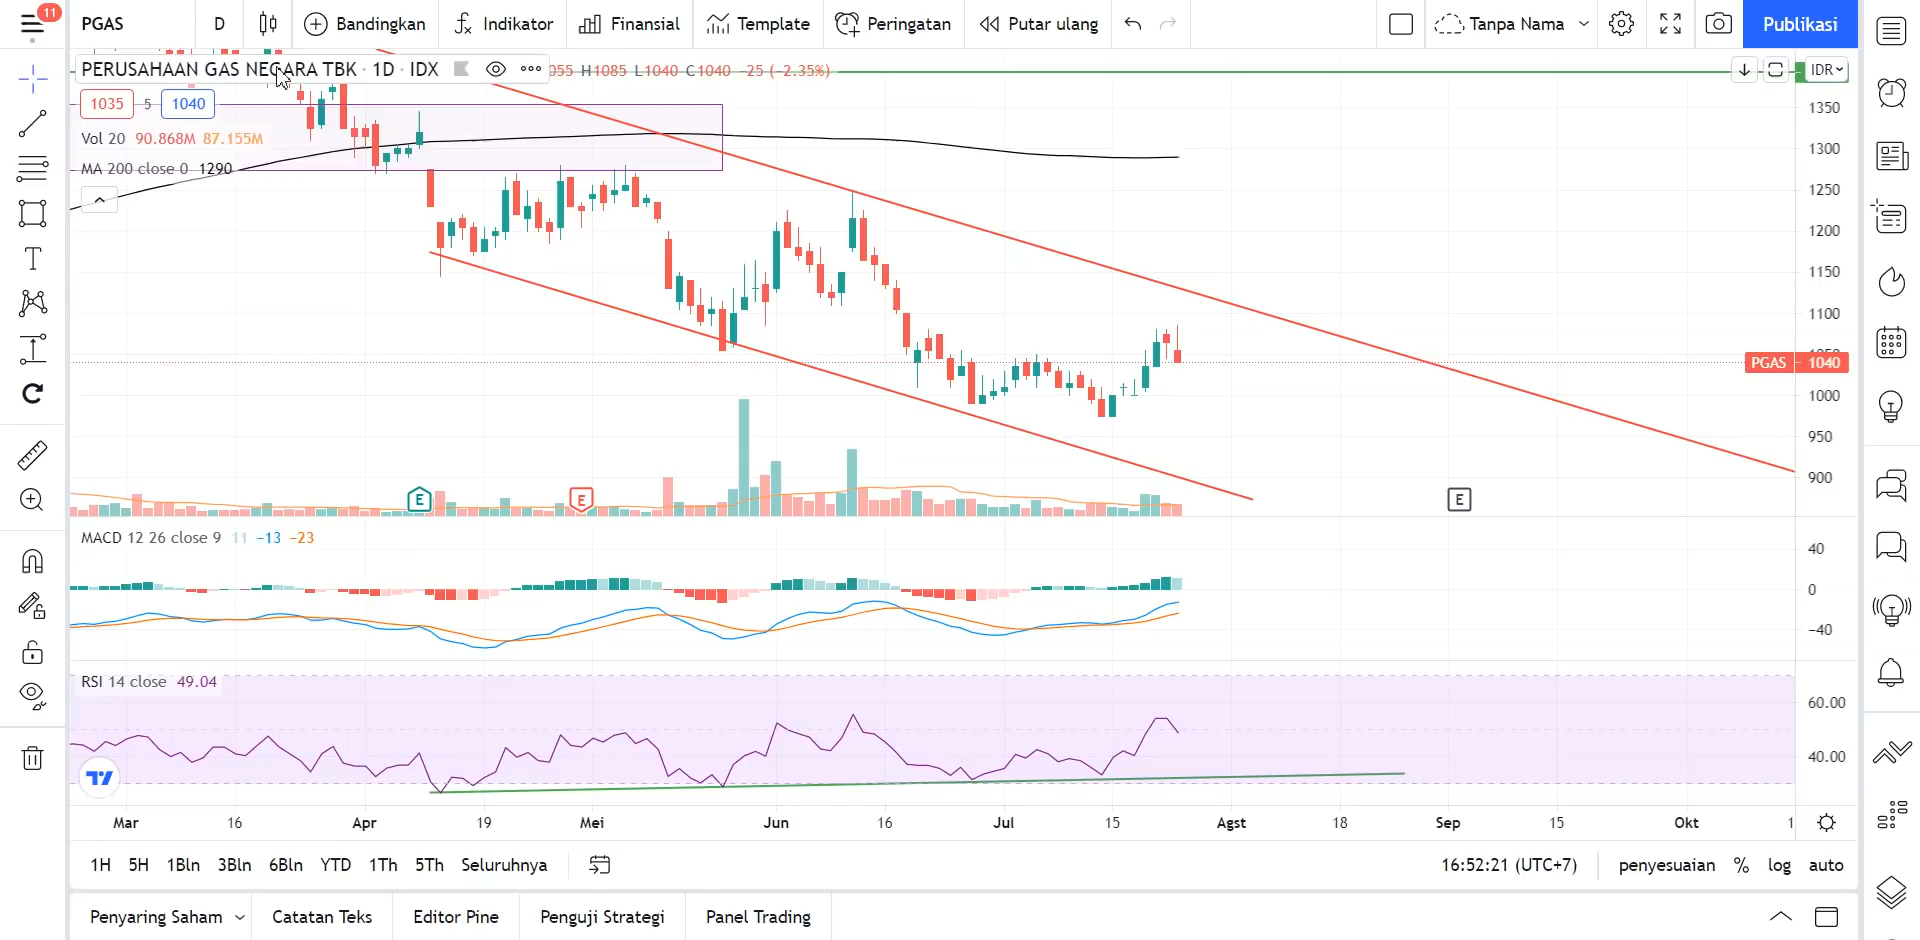 11
PGAS
D
Bandingkan
Indikator
Finansial
Template
Peringatan
Putar ulang
Tanpa Nama
Publikasi
PERUSAHAAN GAS NEGARA TBK · 1D · IDX
055 H1085 L1040 C1040 −25 (−2.35%)
IDR
1035 5 1040
Vol 20 90.868M 87.155M
MA 200 close 0 1290
1350
1300
1250
1200
1150
1100
1050
PGAS 1040
1000
950
900
E
E
E
MACD 12 26 close 9 11 −13 −23
40
0
−40
RSI 14 close 49.04
60.00
40.00
Mar 16 Apr 19 Mei Jun 16 Jul 15 Agst 18 Sep 15 Okt 1
1H 5H 1Bln 3Bln 6Bln YTD 1Th 5Th Seluruhnya
16:52:21 (UTC+7) penyesuaian % log auto
Penyaring Saham Catatan Teks Editor Pine Penguji Strategi Panel Trading